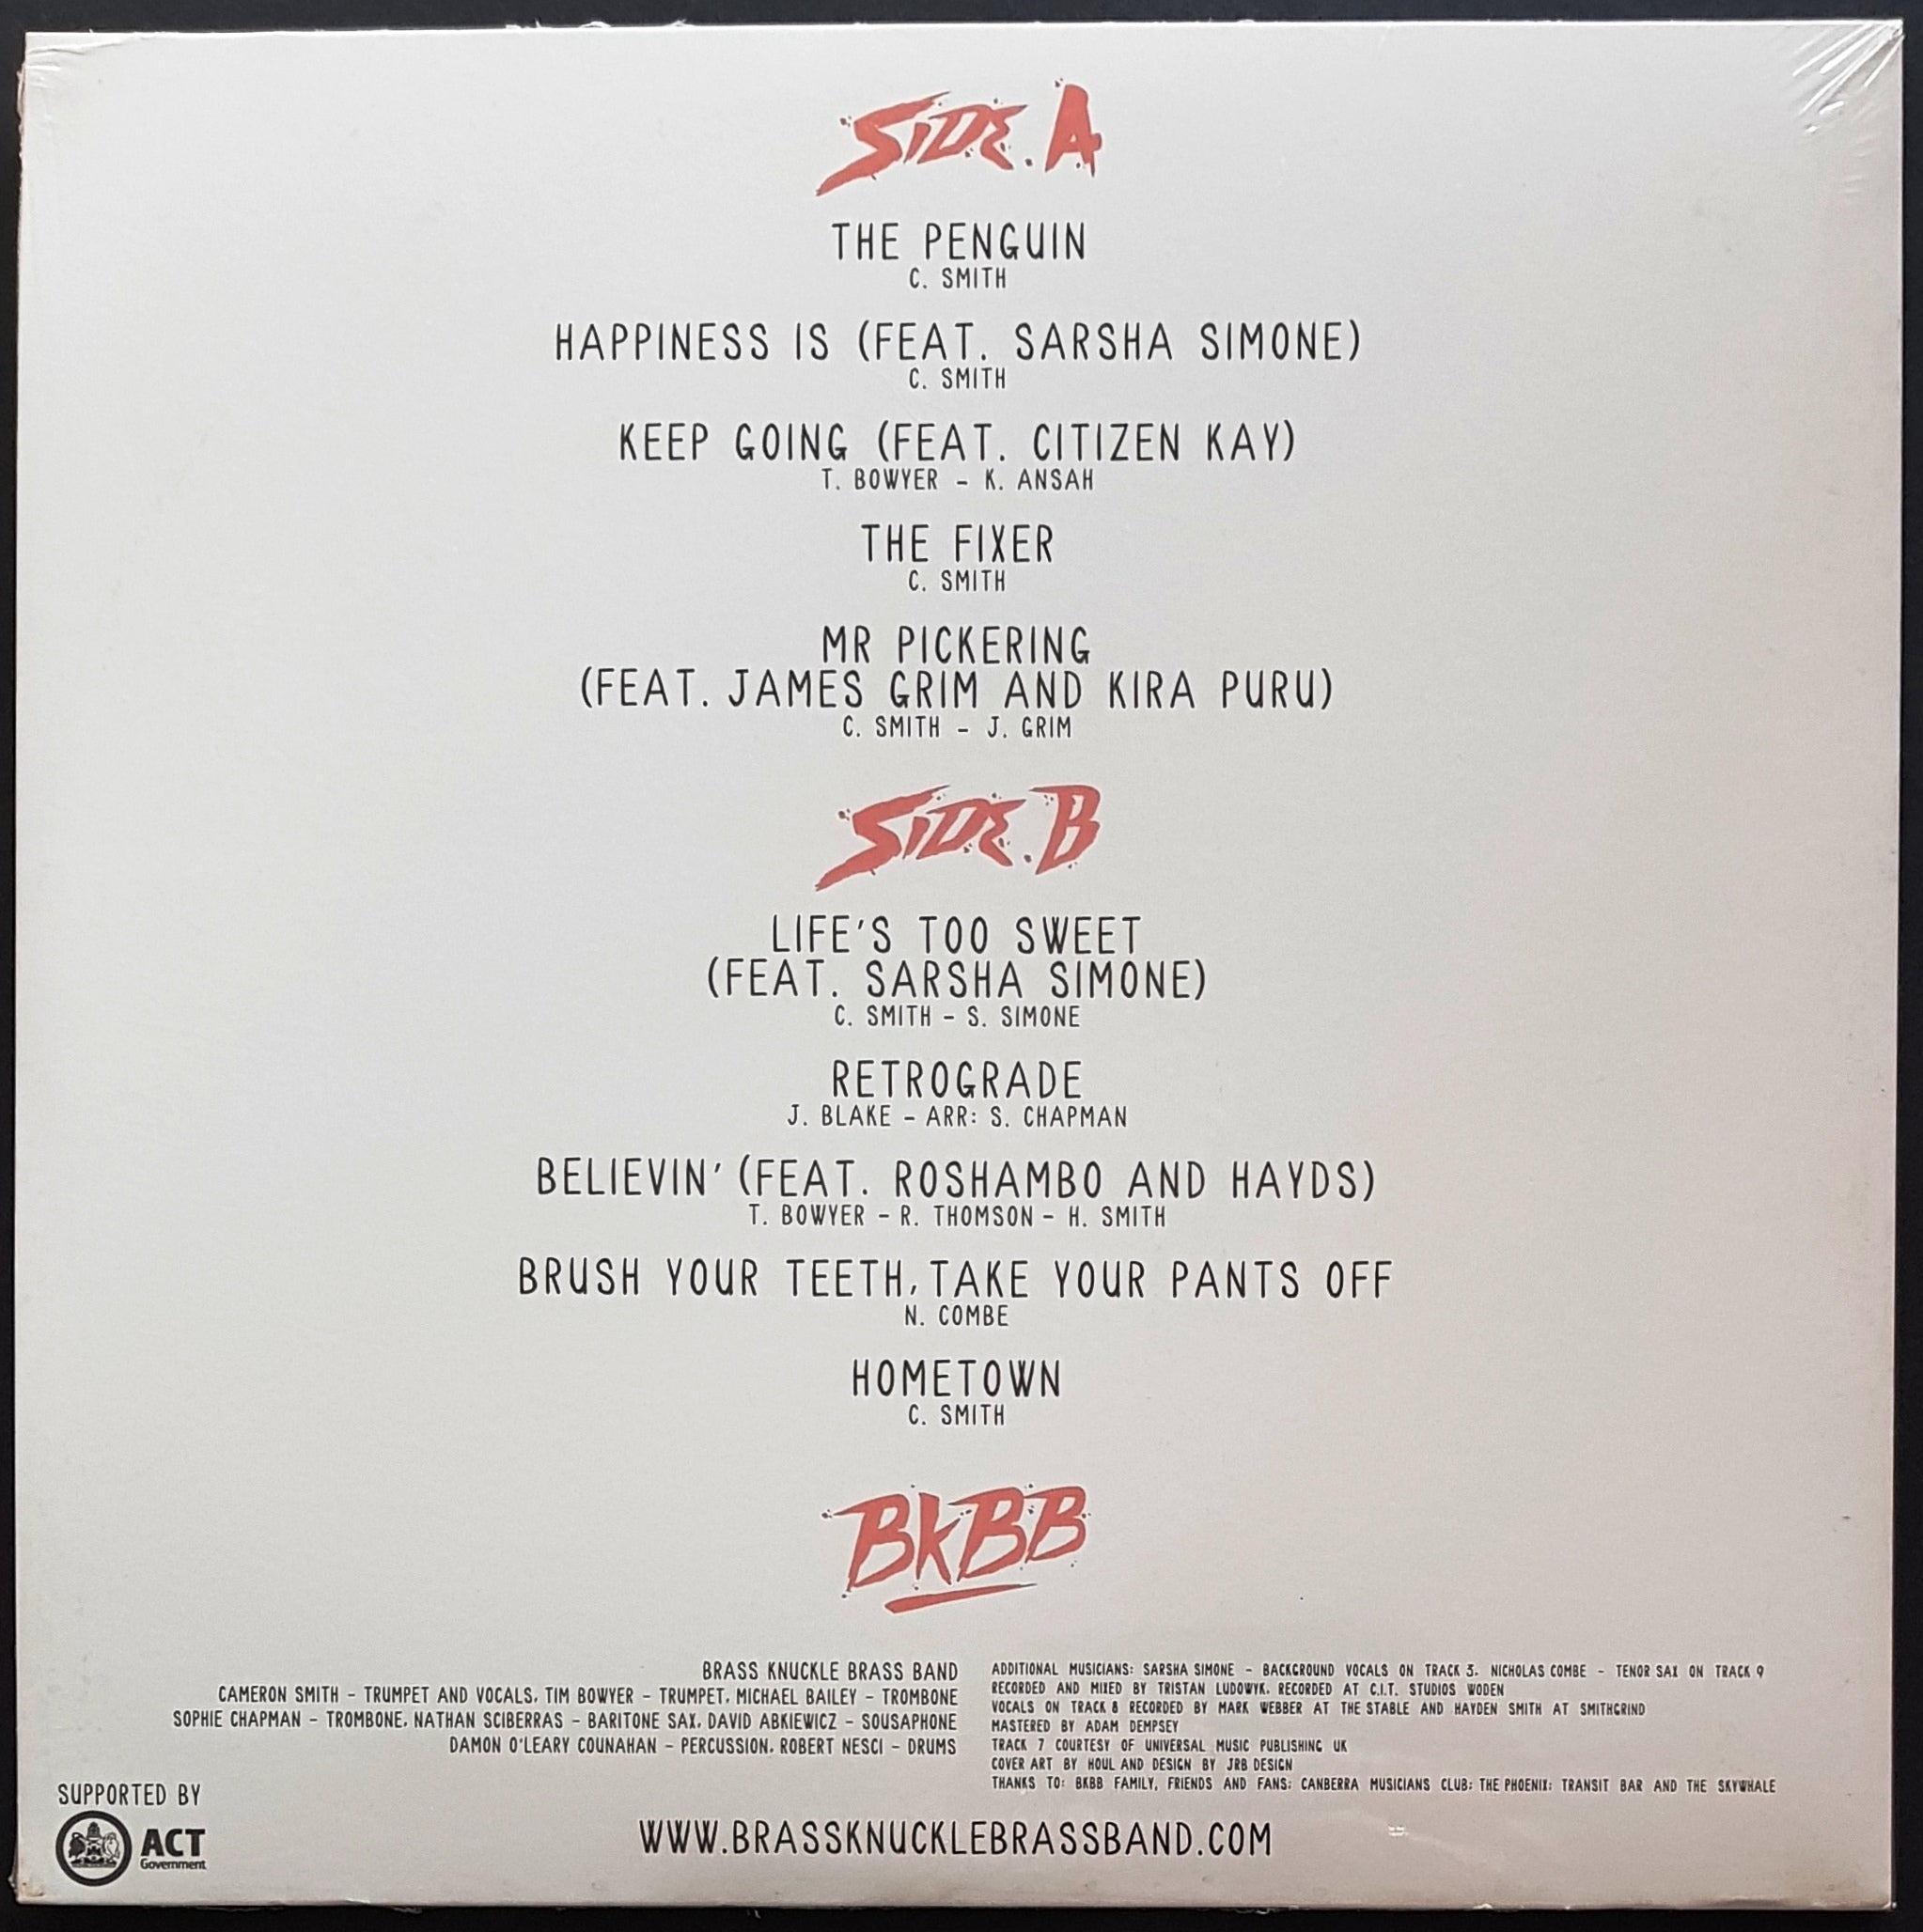 SIDE.A
THE PENGUIN
C. SMITH
HAPPINESS IS (FEAT. SARSHA SIMONE)
C. SMITH
KEEP GOING (FEAT. CITIZEN KAY)
T. BOWYER - K. ANSAH
THE FIXER
C. SMITH
MR PICKERING
(FEAT. JAMES GRIM AND KIRA PURU)
C. SMITH - J. GRIM
SIDE.B
LIFE'S TOO SWEET
(FEAT. SARSHA SIMONE)
C. SMITH - S. SIMONE
RETROGRADE
J. BLAKE - ARR: S. CHAPMAN
BELIEVIN' (FEAT. ROSHAMBO AND HAYDS)
T. BOWYER - R. THOMSON - H. SMITH
BRUSH YOUR TEETH, TAKE YOUR PANTS OFF
N. COMBE
HOMETOWN
C. SMITH
BKBB
BRASS KNUCKLE BRASS BAND
CAMERON SMITH - TRUMPET AND VOCALS, TIM BOWYER - TRUMPET, MICHAEL BAILEY - TROMBONE
SOPHIE CHAPMAN - TROMBONE, NATHAN SCIBERRAS - BARITONE SAX, DAVID ABKIEWICZ - SOUSAPHONE
DAMON O'LEARY COUNAHAN - PERCUSSION, ROBERT NESCI - DRUMS
ADDITIONAL MUSICIANS: SARSHA SIMONE - BACKGROUND VOCALS ON TRACK 3, NICHOLAS COMBE - TENOR SAX ON TRACK 9
RECORDED AND MIXED BY TRISTAN LUDOWYK, RECORDED AT C.I.T. STUDIOS WODEN
VOCALS ON TRACK 8 RECORDED BY MARK WEBBER AT THE STABLE AND HAYDEN SMITH AT SMITHGRIND
MASTERED BY ADAM DEMPSEY
TRACK 7 COURTESY OF UNIVERSAL MUSIC PUBLISHING UK
COVER ART BY HOUL AND DESIGN BY JRB DESIGN
THANKS TO: BKBB FAMILY, FRIENDS AND FANS; CANBERRA MUSICIANS CLUB; THE PHOENIX; TRANSIT BAR AND THE SKYWHALE
SUPPORTED BY
ACT
Government
WWW.BRASSKNUCKLEBRASSBAND.COM